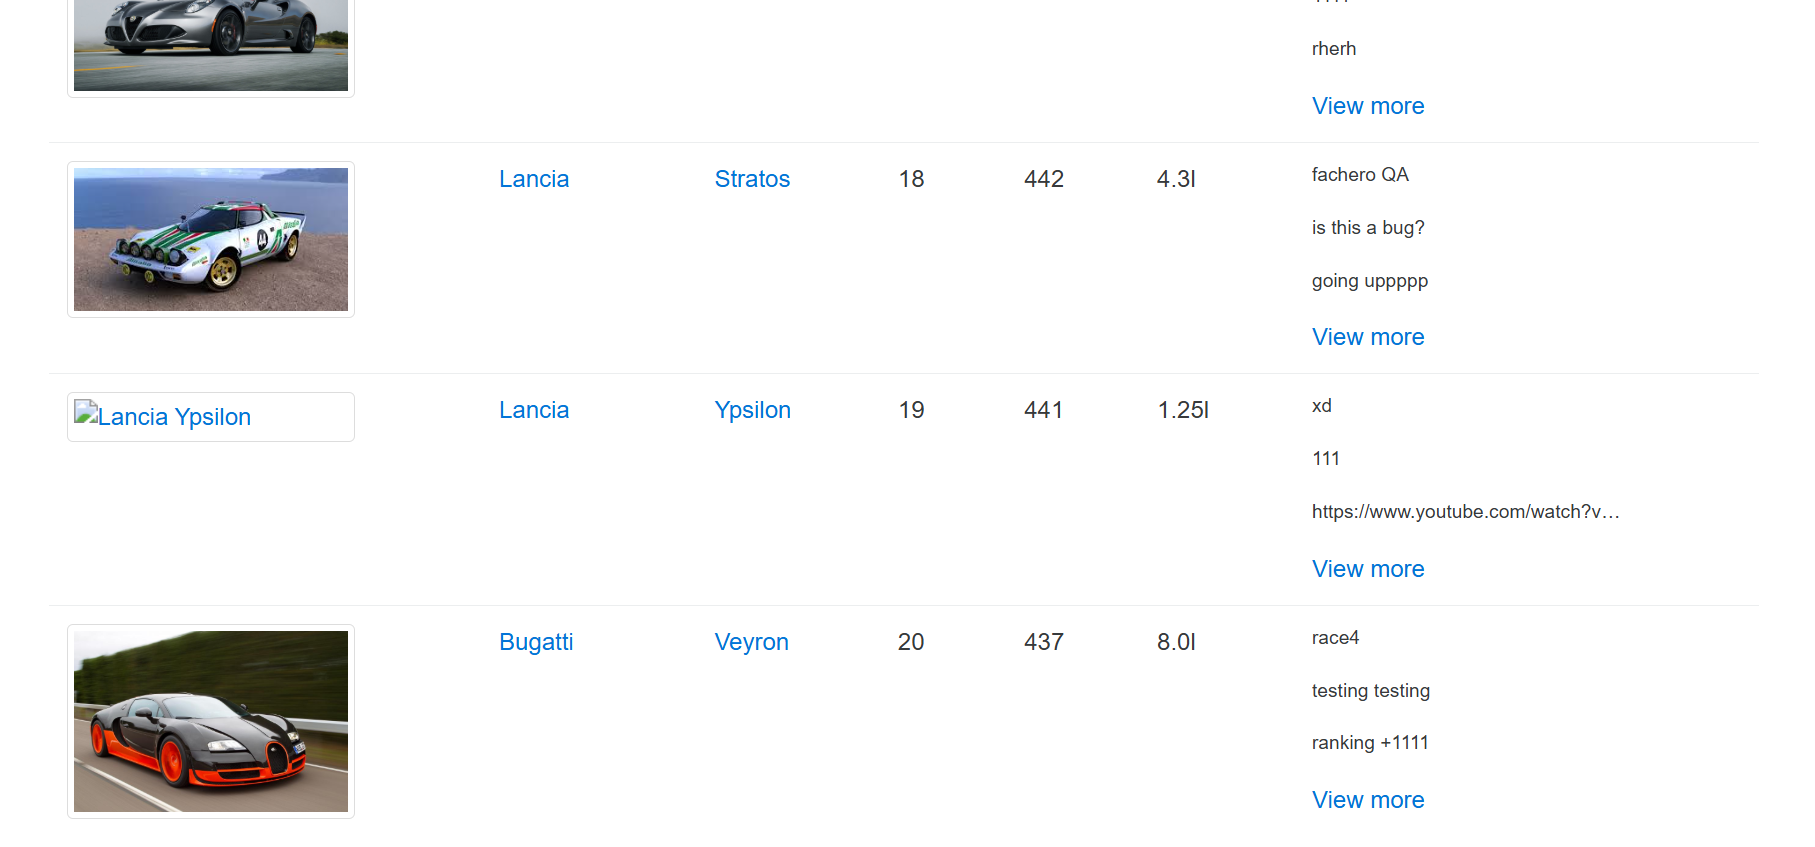 rherh
View more
Lancia Stratos 18 442 4.3l fachero QA
is this a bug?
going uppppp
View more
Lancia Ypsilon Lancia Ypsilon 19 441 1.25l xd
111
https://www.youtube.com/watch?v…
View more
Bugatti Veyron 20 437 8.0l race4
testing testing
ranking +1111
View more